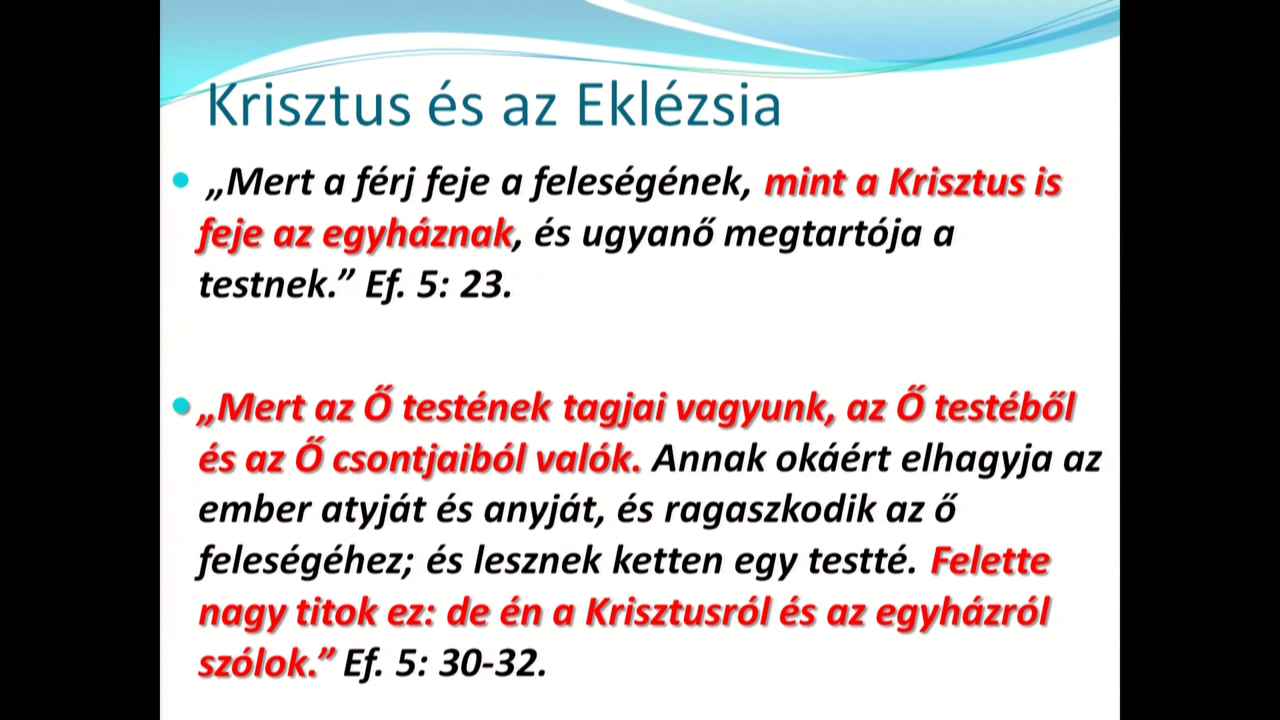 Krisztus és az Eklézsia
„Mert a férj feje a feleségének, mint a Krisztus is
feje az egyháznak, és ugyanő megtartója a
testnek.” Ef. 5: 23.
„Mert az Ő testének tagjai vagyunk, az Ő testéből
és az Ő csontjaiból valók. Annak okáért elhagyja az
ember atyját és anyját, és ragaszkodik az ő
feleségéhez; és lesznek ketten egy testté. Felette
nagy titok ez: de én a Krisztusról és az egyházról
szólok.” Ef. 5: 30-32.